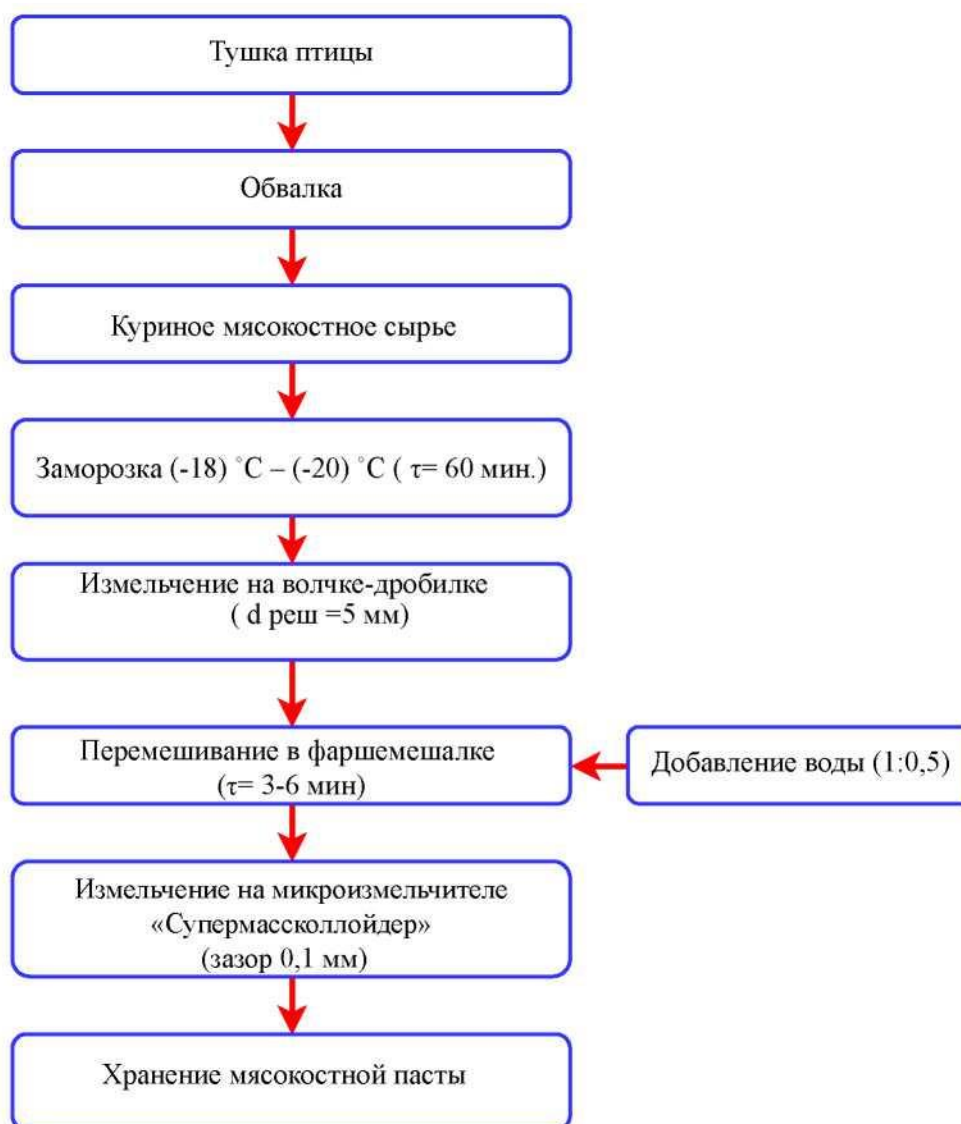 Тушка птицы
Обвалка
Куриное мясокостное сырье
Заморозка (-18) ˚С – (-20) ˚С ( τ= 60 мин.)
Измельчение на волчке-дробилке
( d реш =5 мм)
Перемешивание в фаршемешалке
(τ= 3-6 мин)
Добавление воды (1:0,5)
Измельчение на микроизмельчителе
«Супермассколлойдер»
(зазор 0,1 мм)
Хранение мясокостной пасты